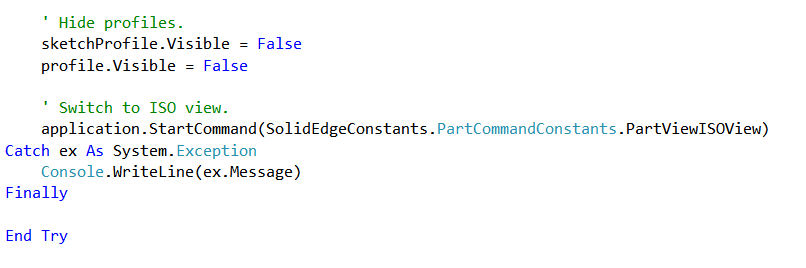 ' Hide profiles.
sketchProfile.Visible = False
profile.Visible = False
' Switch to ISO view.
application.StartCommand(SolidEdgeConstants.PartCommandConstants.PartViewISOView)
Catch ex As System.Exception
Console.WriteLine(ex.Message)
Finally
End Try